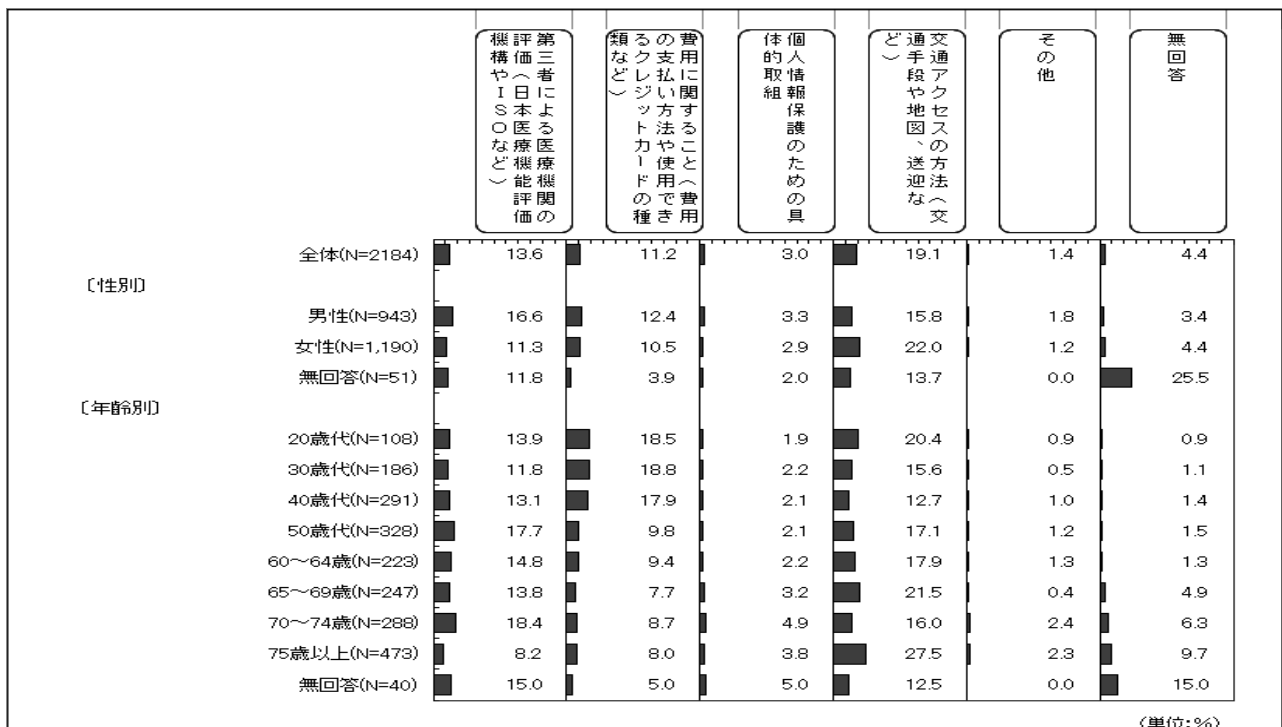 第三者による医療機関の
評価（日本医療機能評価
機構やＩＳＯなど）
費用に関すること（費用
の支払い方法や使用でき
るクレジットカードの種
類など）
個人情報保護のための具
体的取組
交通アクセスの方法（交
通手段や地図、送迎な
ど）
その他
無回答
全体(N=2184) 13.6 11.2 3.0 19.1 1.4 4.4
〔性別〕
男性(N=943) 16.6 12.4 3.3 15.8 1.8 3.4
女性(N=1,190) 11.3 10.5 2.9 22.0 1.2 4.4
無回答(N=51) 11.8 3.9 2.0 13.7 0.0 25.5
〔年齢別〕
20歳代(N=108) 13.9 18.5 1.9 20.4 0.9 0.9
30歳代(N=186) 11.8 18.8 2.2 15.6 0.5 1.1
40歳代(N=291) 13.1 17.9 2.1 12.7 1.0 1.4
50歳代(N=328) 17.7 9.8 2.1 17.1 1.2 1.5
60～64歳(N=223) 14.8 9.4 2.2 17.9 1.3 1.3
65～69歳(N=247) 13.8 7.7 3.2 21.5 0.4 4.9
70～74歳(N=288) 18.4 8.7 4.9 16.0 2.4 6.3
75歳以上(N=473) 8.2 8.0 3.8 27.5 2.3 9.7
無回答(N=40) 15.0 5.0 5.0 12.5 0.0 15.0
(単位:%)